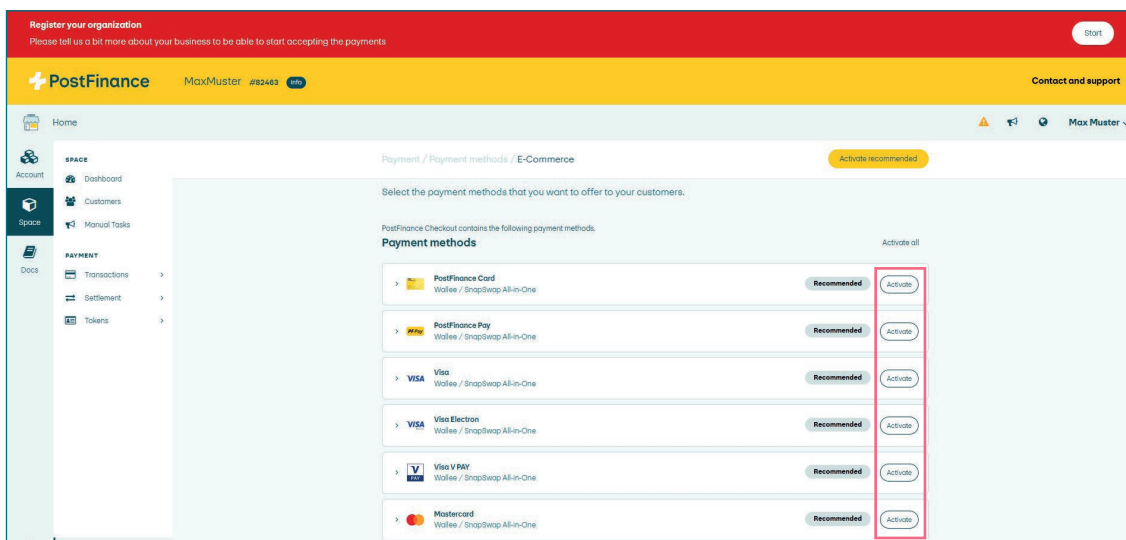 Register your organization
Please tell us a bit more about your business to be able to start accepting the payments
Start
PostFinance
MaxMuster #82463 Info
Contact and support
Home
Max Muster
Account
Space
Docs
SPACE
Dashboard
Customers
Manual Tasks
PAYMENT
Transactions
Settlement
Tokens
Payment / Payment methods / E-Commerce
Activate recommended
Select the payment methods that you want to offer to your customers.
PostFinance Checkout contains the following payment methods.
Payment methods
Activate all
PostFinance Card
Wallee / SnapSwap All-in-One
Recommended
Activate
PF Pay
PostFinance Pay
Wallee / SnapSwap All-in-One
Recommended
Activate
VISA
Visa
Wallee / SnapSwap All-in-One
Recommended
Activate
VISA
Visa Electron
Wallee / SnapSwap All-in-One
Recommended
Activate
V
PAY
Visa V PAY
Wallee / SnapSwap All-in-One
Recommended
Activate
Mastercard
Wallee / SnapSwap All-in-One
Recommended
Activate